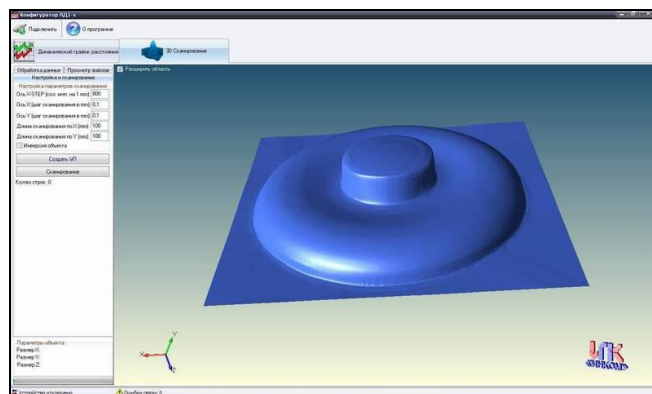 Конфигуратор ПД1-х
Подключить
О программе
Динамический график расстояния
3D Сканирование
Обработка данных
Просмотр файлов
Настройка и сканирование
Расширить область
Настройка параметров сканирования
Ось X-STEP (кол. имп. на 1 mm) 800
Ось X (шаг сканирования в mm) 0.1
Ось Y (шаг сканирования в mm) 0.1
Длина сканирования по X (mm) 100
Длина сканирования по Y (mm) 100
Инверсия объекта
Создать УП
Сканирование
Кол-во строк: 0
Параметры объекта:
Размер X:
Размер Y:
Размер Z:
X
Y
Z
Устройство отключено
Ошибки связи: 0